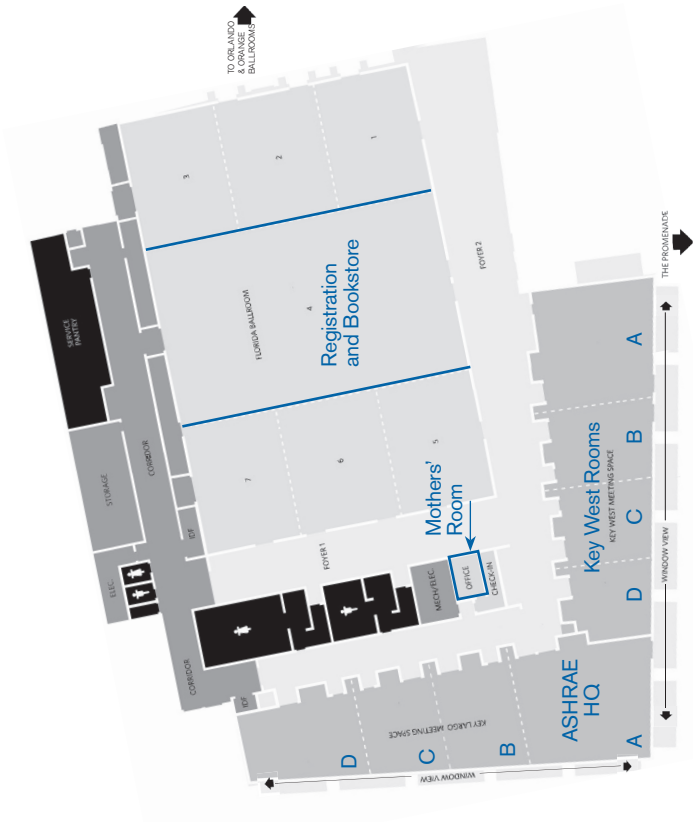 TO ORLANDO
& ORANGE
BALLROOMS
3
2
1
THE PROMENADE
SERVICE
PANTRY
FLORIDA BALLROOM
4
Registration
and Bookstore
FOYER 2
STORAGE
CORRIDOR
7
6
5
A
B
C
D
Key West Rooms
KEY WEST MEETING SPACE
WINDOW VIEW
Mothers'
Room
ELEC.
IDF
FOYER 1
MECH/ELEC.
OFFICE
CHECK-IN
CORRIDOR
IDF
KEY LARGO MEETING SPACE
D
C
B
A
ASHRAE
HQ
WINDOW VIEW